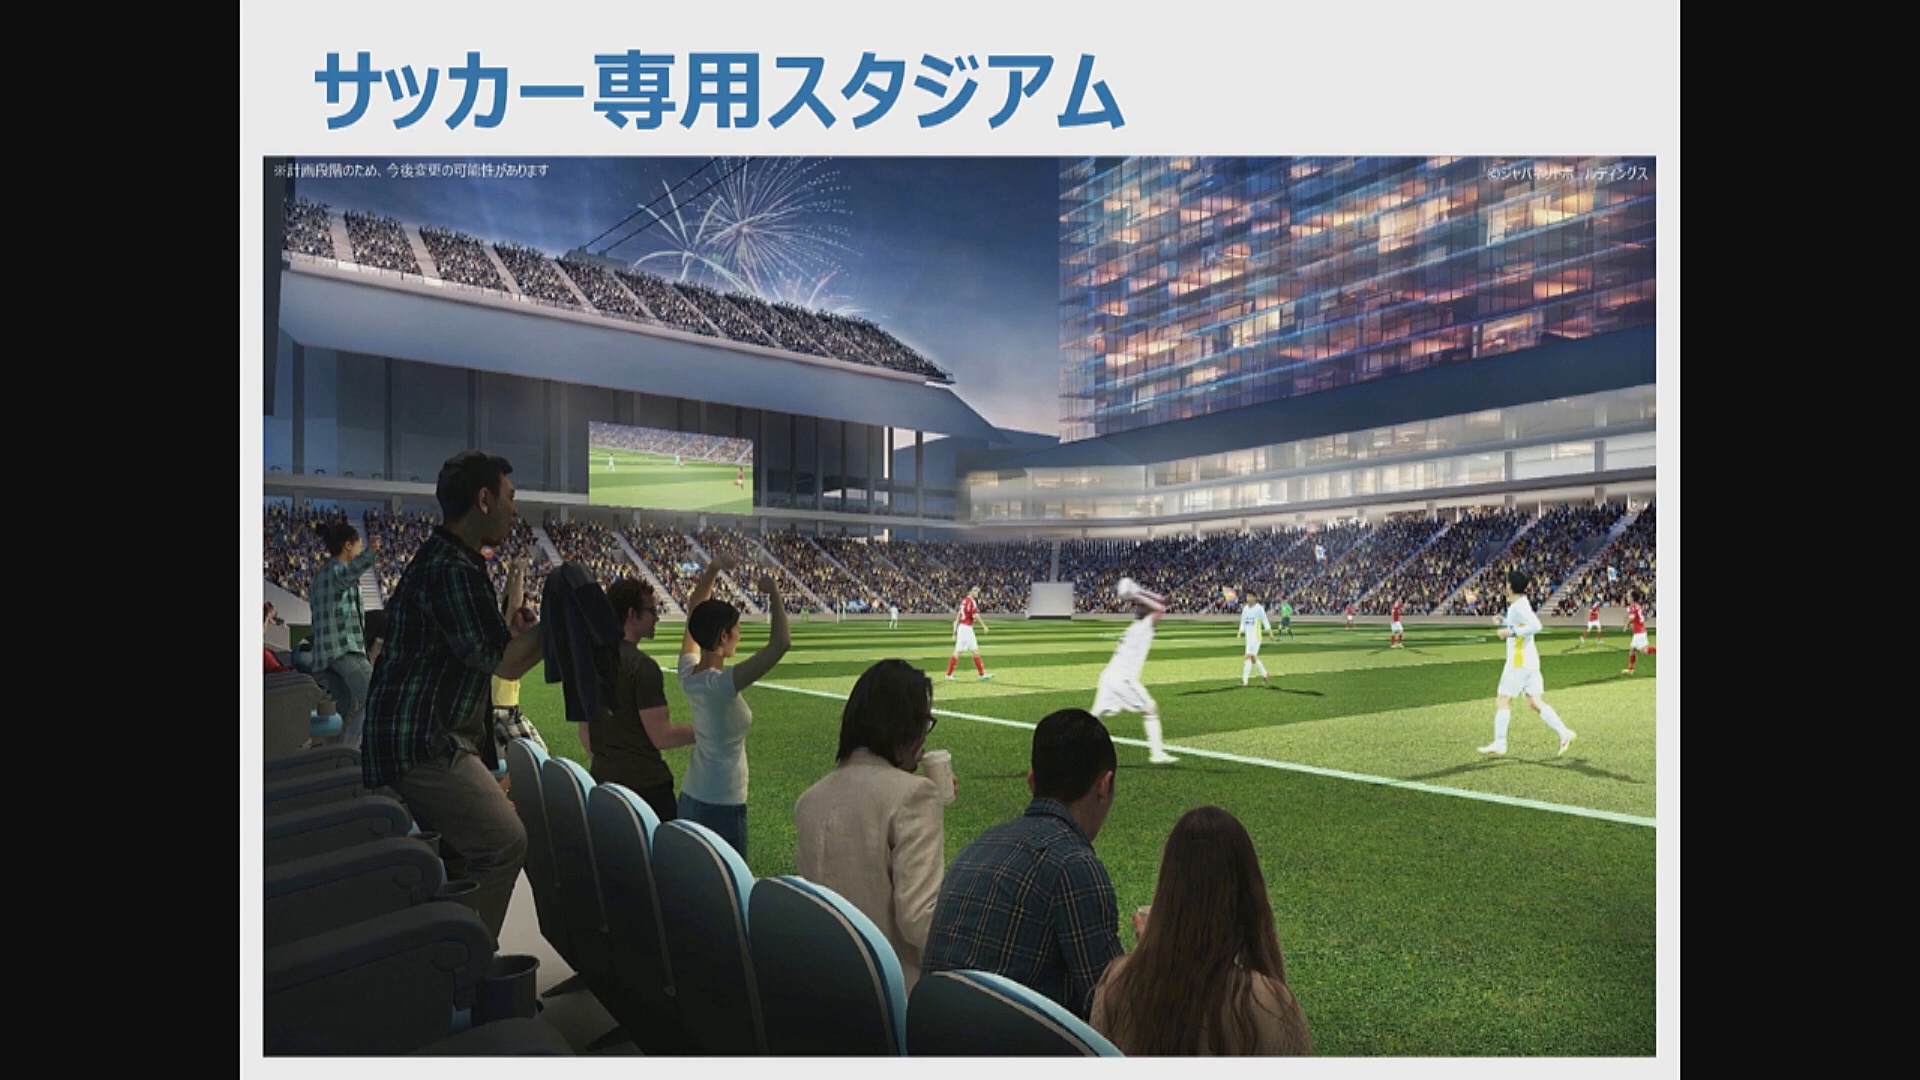 サッカー専用スタジアム
※計画段階のため、今後変更の可能性があります
©ジャパネットホールディングス